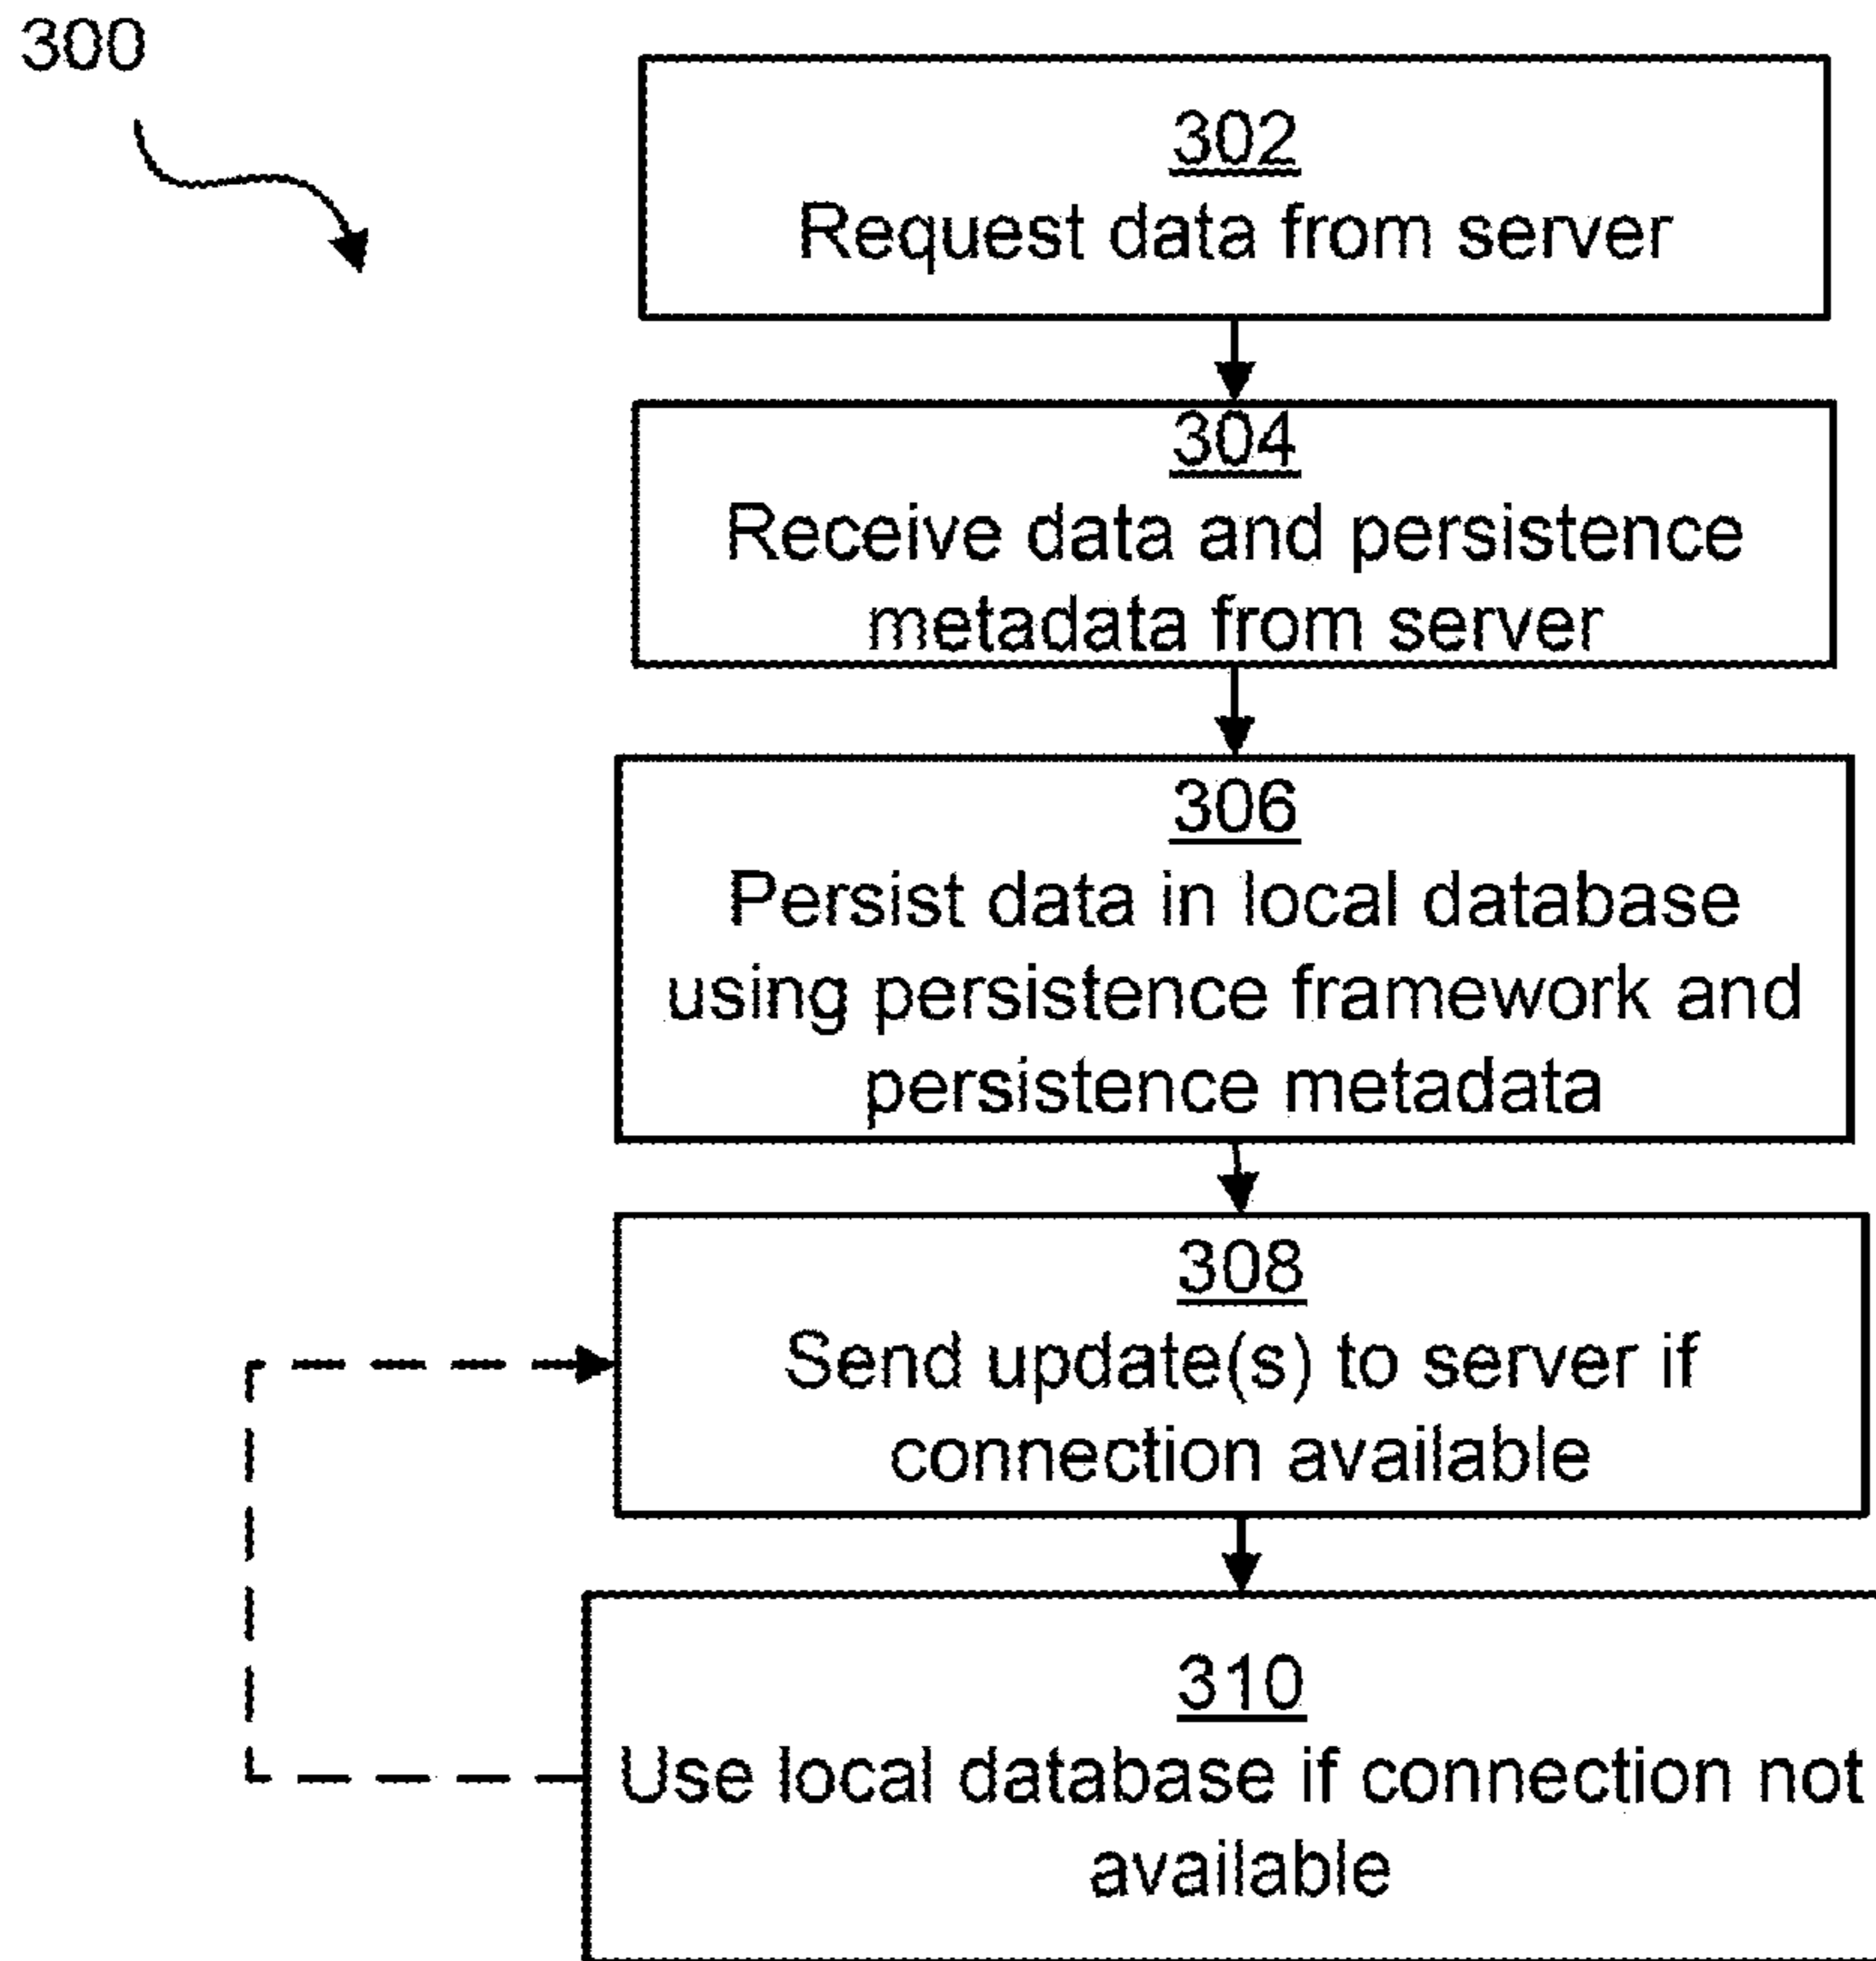 300
302
Request data from server
304
Receive data and persistence
metadata from server
306
Persist data in local database
using persistence framework and
persistence metadata
308
Send update(s) to server if
connection available
310
Use local database if connection not
available